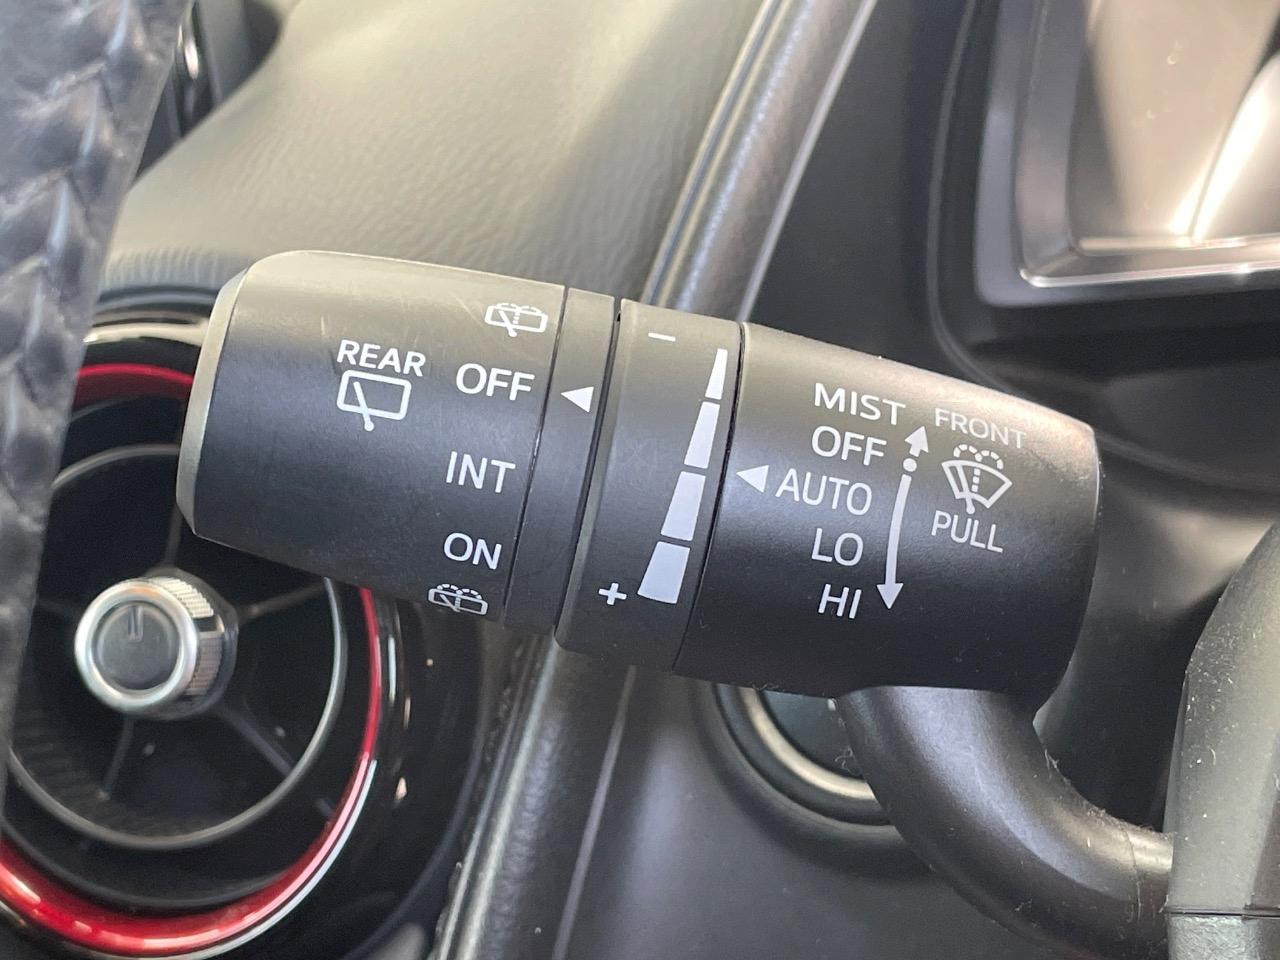 REAR
OFF
INT
ON
−
+
MIST
OFF
AUTO
LO
HI
FRONT
PULL